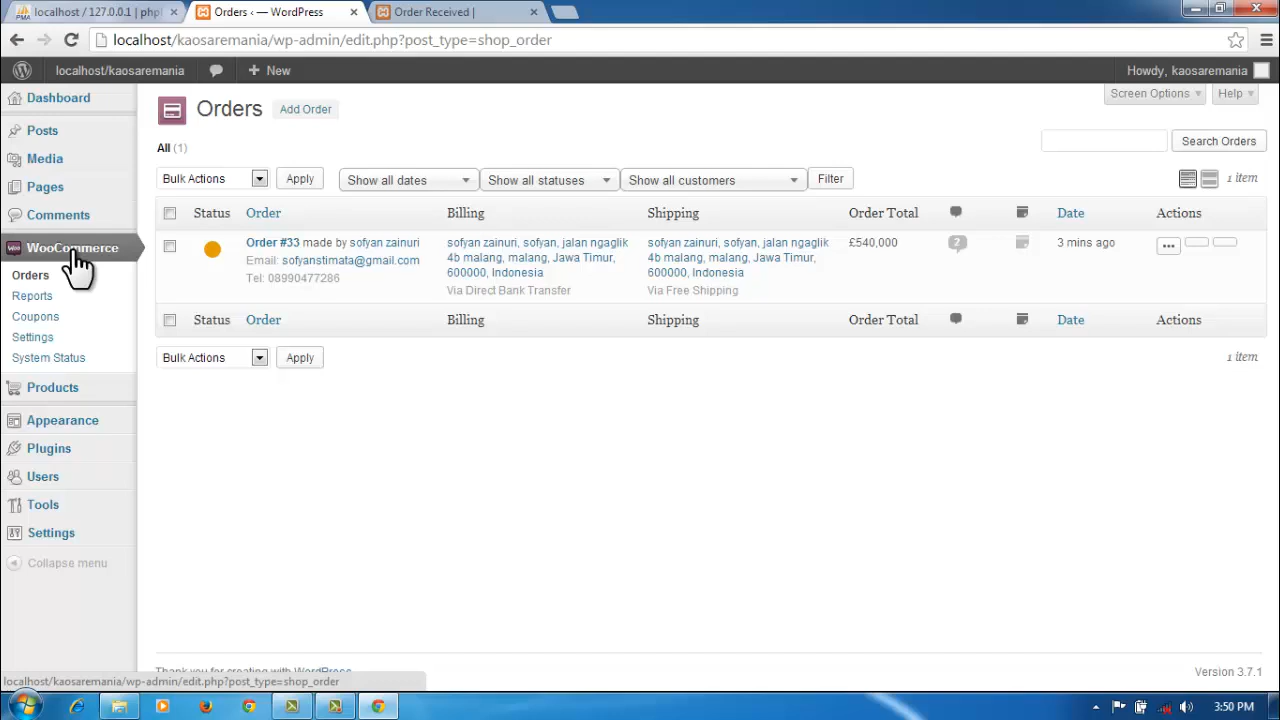 localhost / 127.0.0.1 | php
Orders ‹ — WordPress
Order Received |
localhost/kaosaremania/wp-admin/edit.php?post_type=shop_order
localhost/kaosaremania
New
Howdy, kaosaremania
Dashboard
Posts
Media
Pages
Comments
WooCommerce
Orders
Reports
Coupons
Settings
System Status
Products
Appearance
Plugins
Users
Tools
Settings
Collapse menu
Screen Options
Help
Orders
Add Order
All (1)
Search Orders
Bulk Actions
Apply
Show all dates
Show all statuses
Show all customers
Filter
1 item
Status
Order
Billing
Shipping
Order Total
Date
Actions
Order #33 made by sofyan zainuri
Email: sofyanstimata@gmail.com
Tel: 08990477286
sofyan zainuri, sofyan, jalan ngaglik
4b malang, malang, Jawa Timur,
600000, Indonesia
Via Direct Bank Transfer
sofyan zainuri, sofyan, jalan ngaglik
4b malang, malang, Jawa Timur,
600000, Indonesia
Via Free Shipping
£540,000
2
3 mins ago
Status
Order
Billing
Shipping
Order Total
Date
Actions
Bulk Actions
Apply
1 item
Thank you for creating with WordPress
Version 3.7.1
localhost/kaosaremania/wp-admin/edit.php?post_type=shop_order
3:50 PM